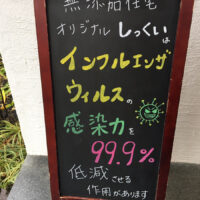 無添加住宅
オリジナル しっくいは
インフルエンザ
ウィルスの
感染力を
99.9%
低減させる
作用があります